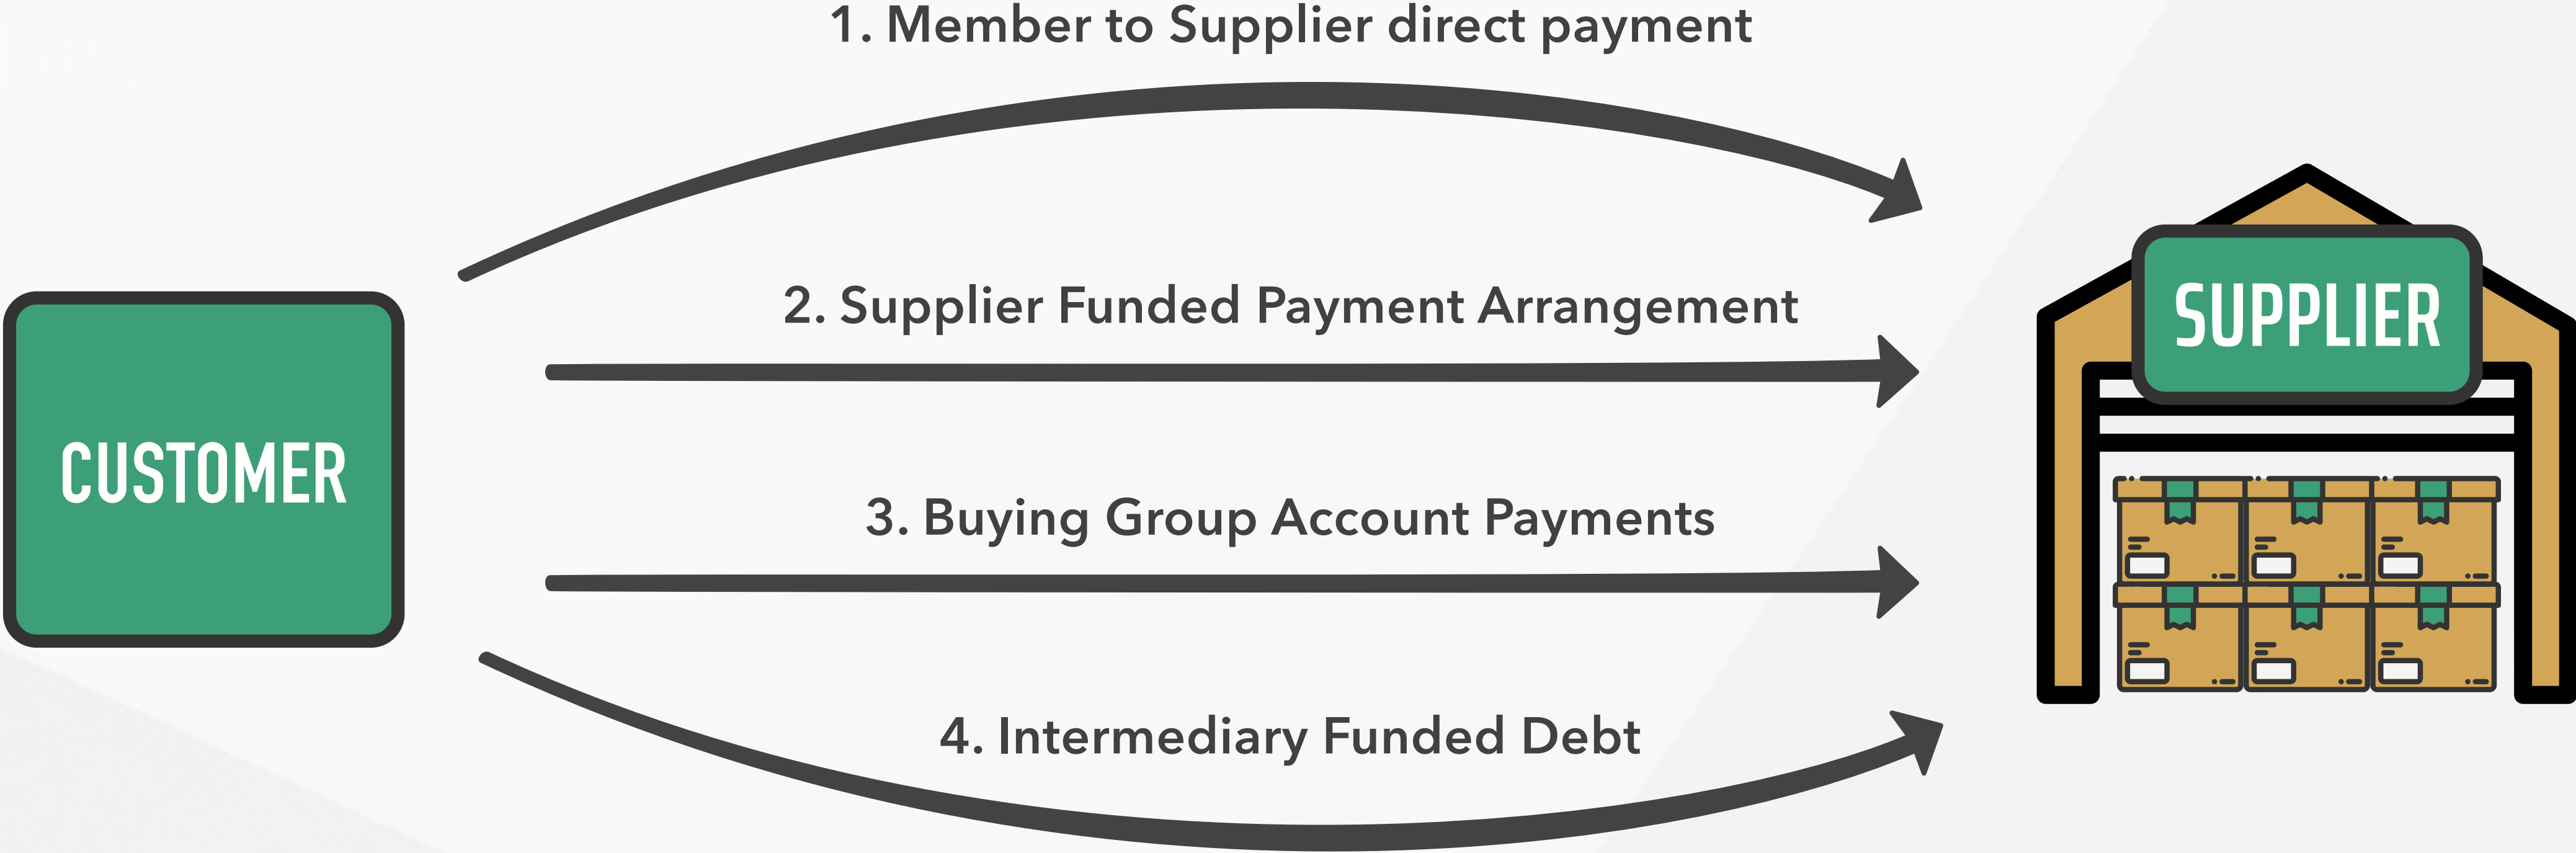 1. Member to Supplier direct payment
2. Supplier Funded Payment Arrangement
SUPPLIER
CUSTOMER
3. Buying Group Account Payments
4. Intermediary Funded Debt